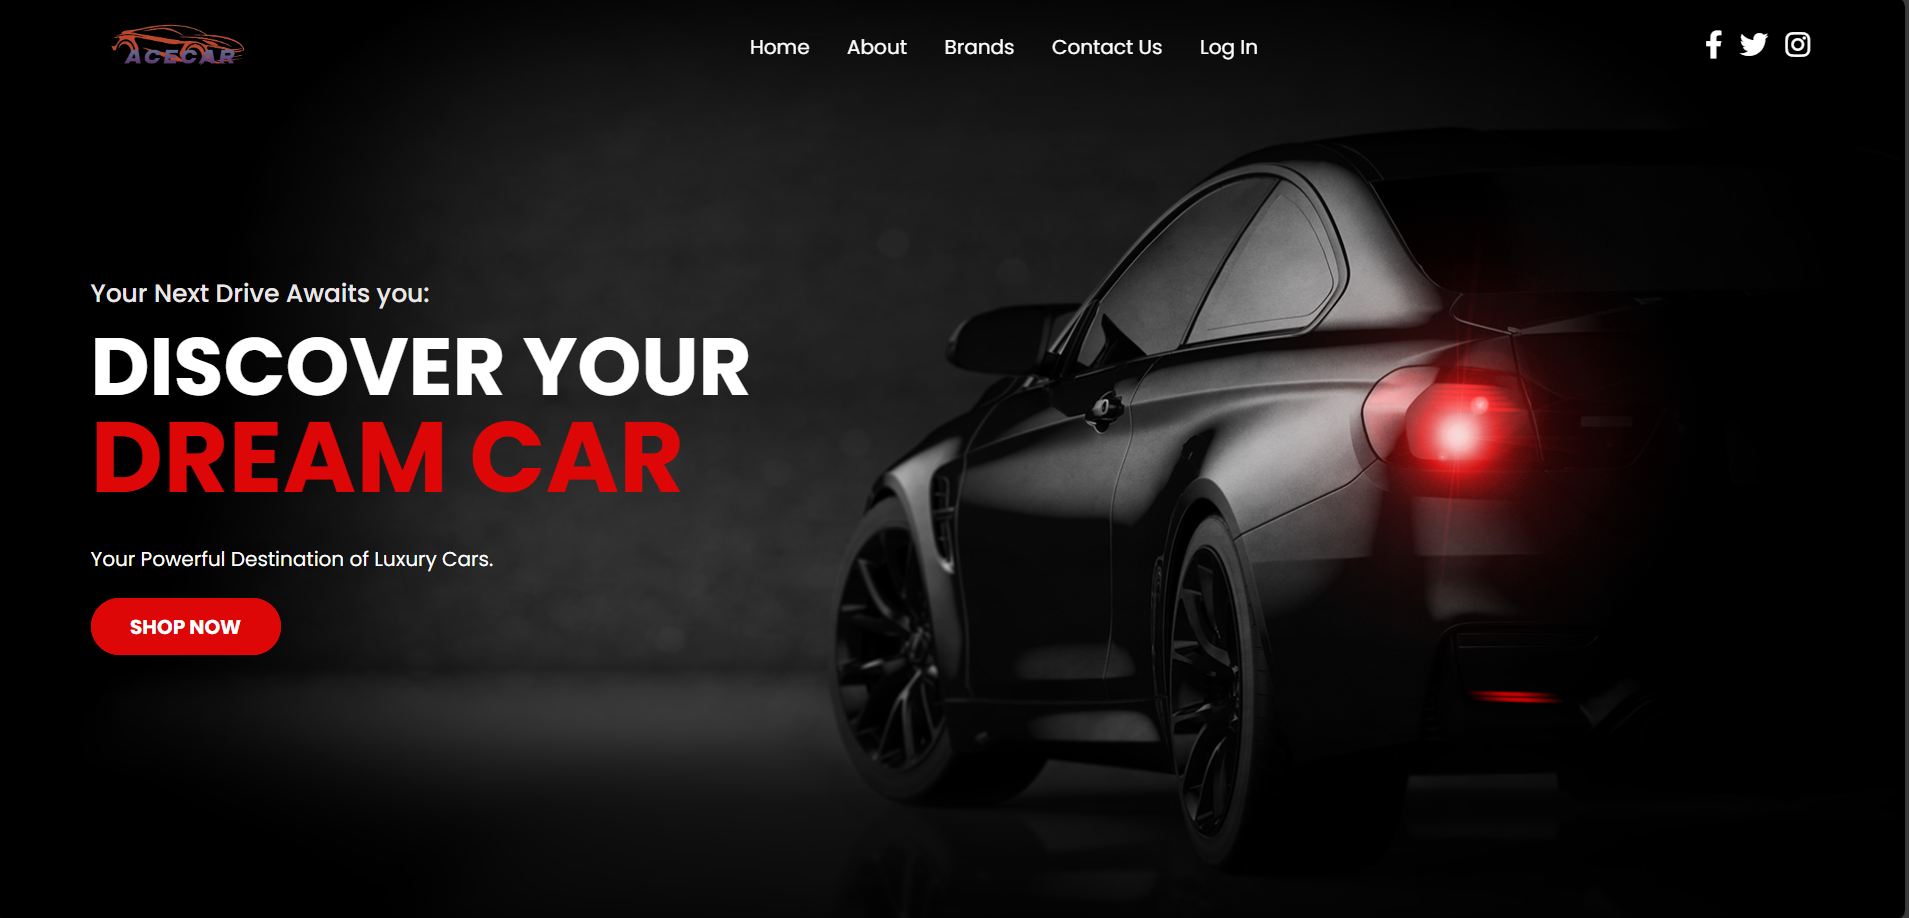 ACECAR
Home About Brands Contact Us Log In
Your Next Drive Awaits you:
DISCOVER YOUR
DREAM CAR
Your Powerful Destination of Luxury Cars.
SHOP NOW